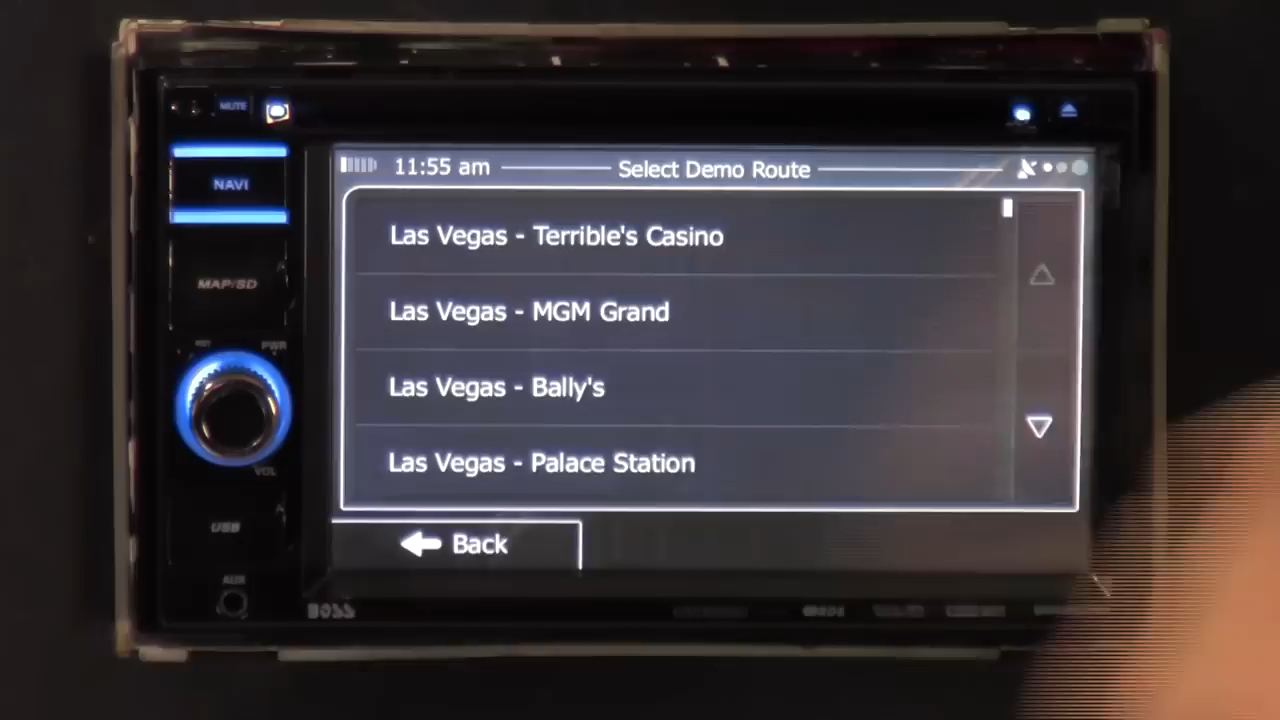 MUTE
NAVI
11:55 am
Select Demo Route
Las Vegas - Terrible's Casino
MAP/SD
Las Vegas - MGM Grand
PWR
Las Vegas - Bally's
VOL
Las Vegas - Palace Station
USB
Back
AUX
BOSS